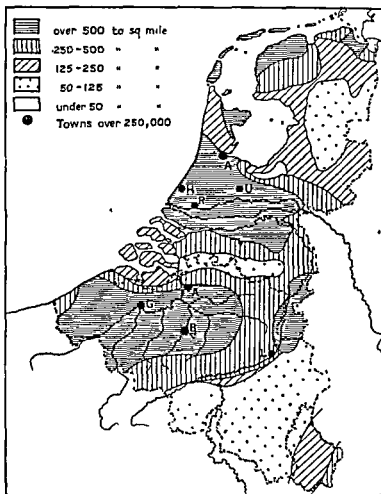 over 500 to sq mile
250-500 " "
125-250 " "
50-125 " "
under 50 " "
Towns over 250,000
A
H
U
R
A
G
B
L